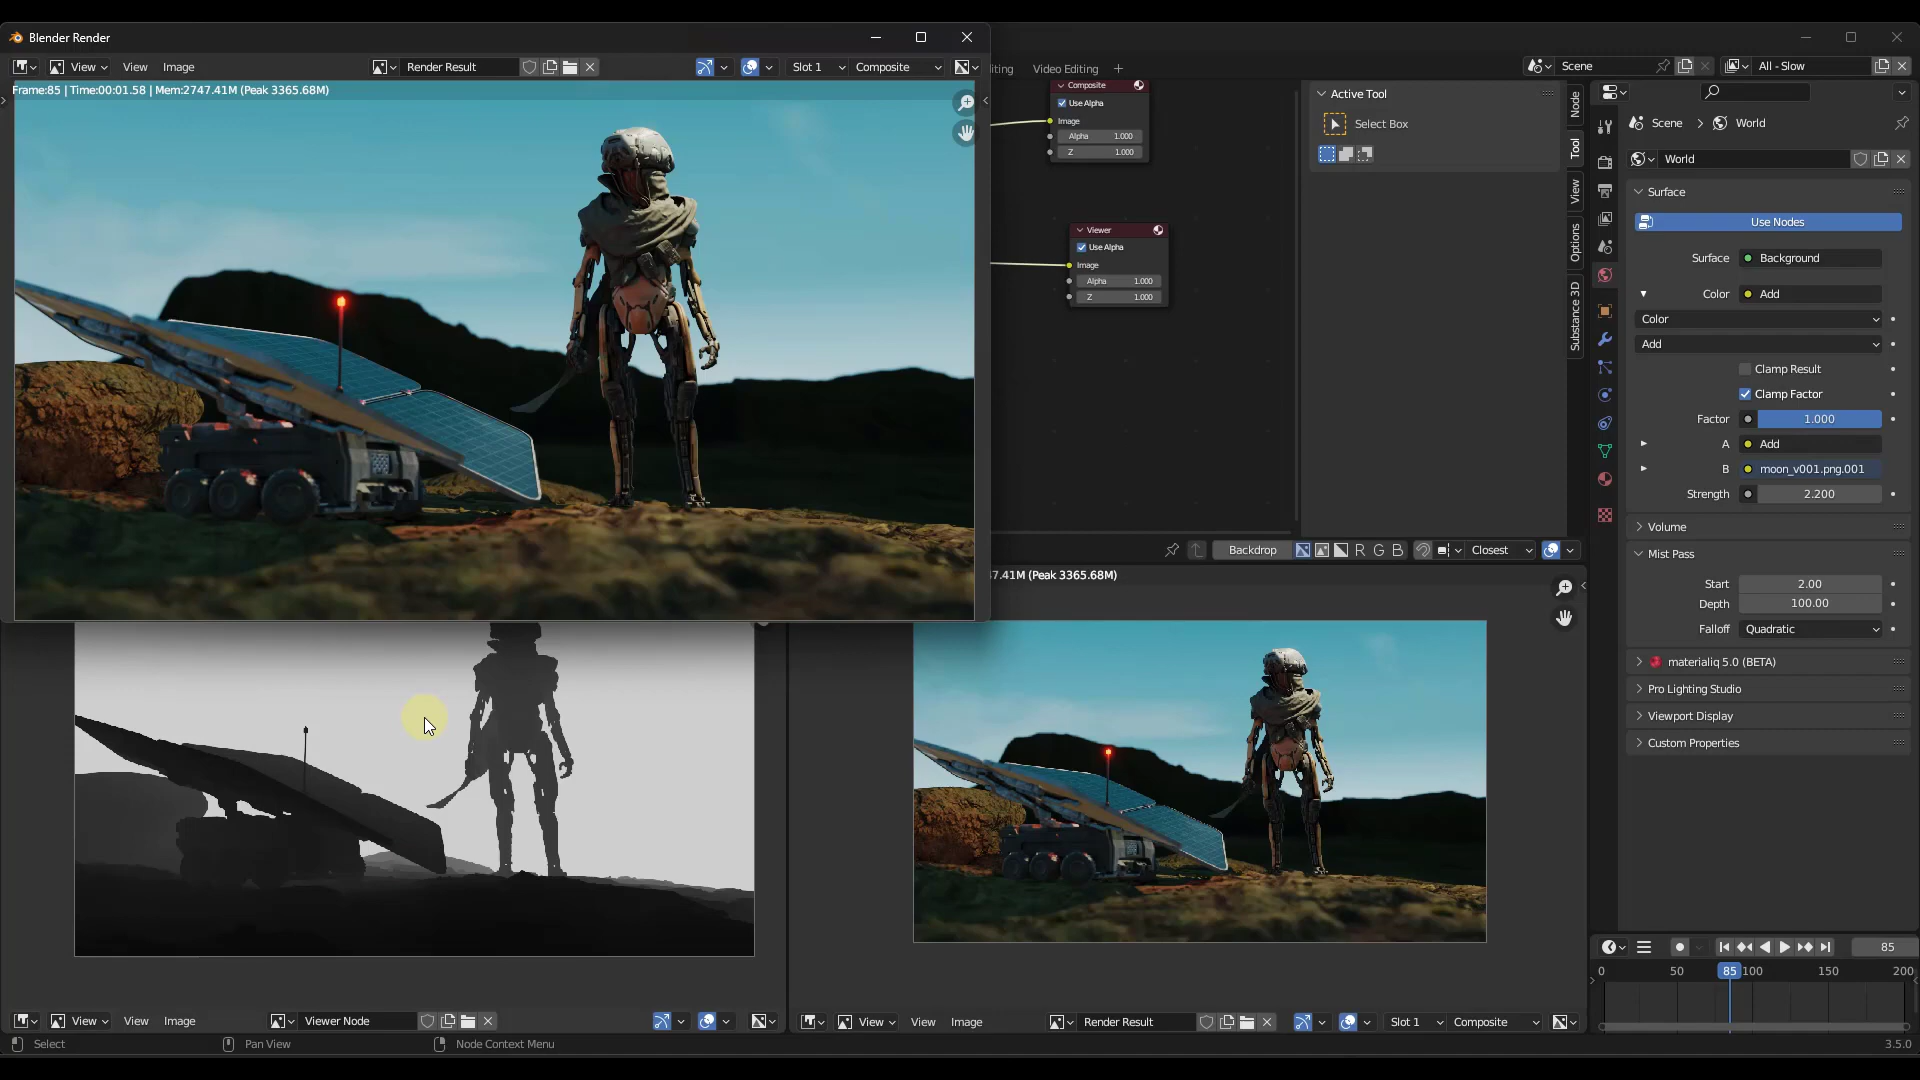 Blender Render
View
View
Image
Render Result
Slot 1
Composite
Frame:85 | Time:00:01.58 | Mem:2747.41M (Peak 3365.68M)
iting
Video Editing
+
Scene
All - Slow
Composite
Use Alpha
Image
Alpha 1.000
Z 1.000
Viewer
Use Alpha
Image
Alpha 1.000
Z 1.000
Active Tool
Select Box
Node
Tool
View
Options
Substance 3D
Scene > World
World
Surface
Use Nodes
Surface Background
Color Add
Color
Add
Clamp Result
Clamp Factor
Factor 1.000
A Add
B moon_v001.png.001
Strength 2.200
Volume
Mist Pass
Start 2.00
Depth 100.00
Falloff Quadratic
materialiq 5.0 (BETA)
Pro Lighting Studio
Viewport Display
Custom Properties
Backdrop
R G B
Closest
47.41M (Peak 3365.68M)
85
0 50 85 100 150 200
View
View
Image
Viewer Node
View
View
Image
Render Result
Slot 1
Composite
Select
Pan View
Node Context Menu
3.5.0